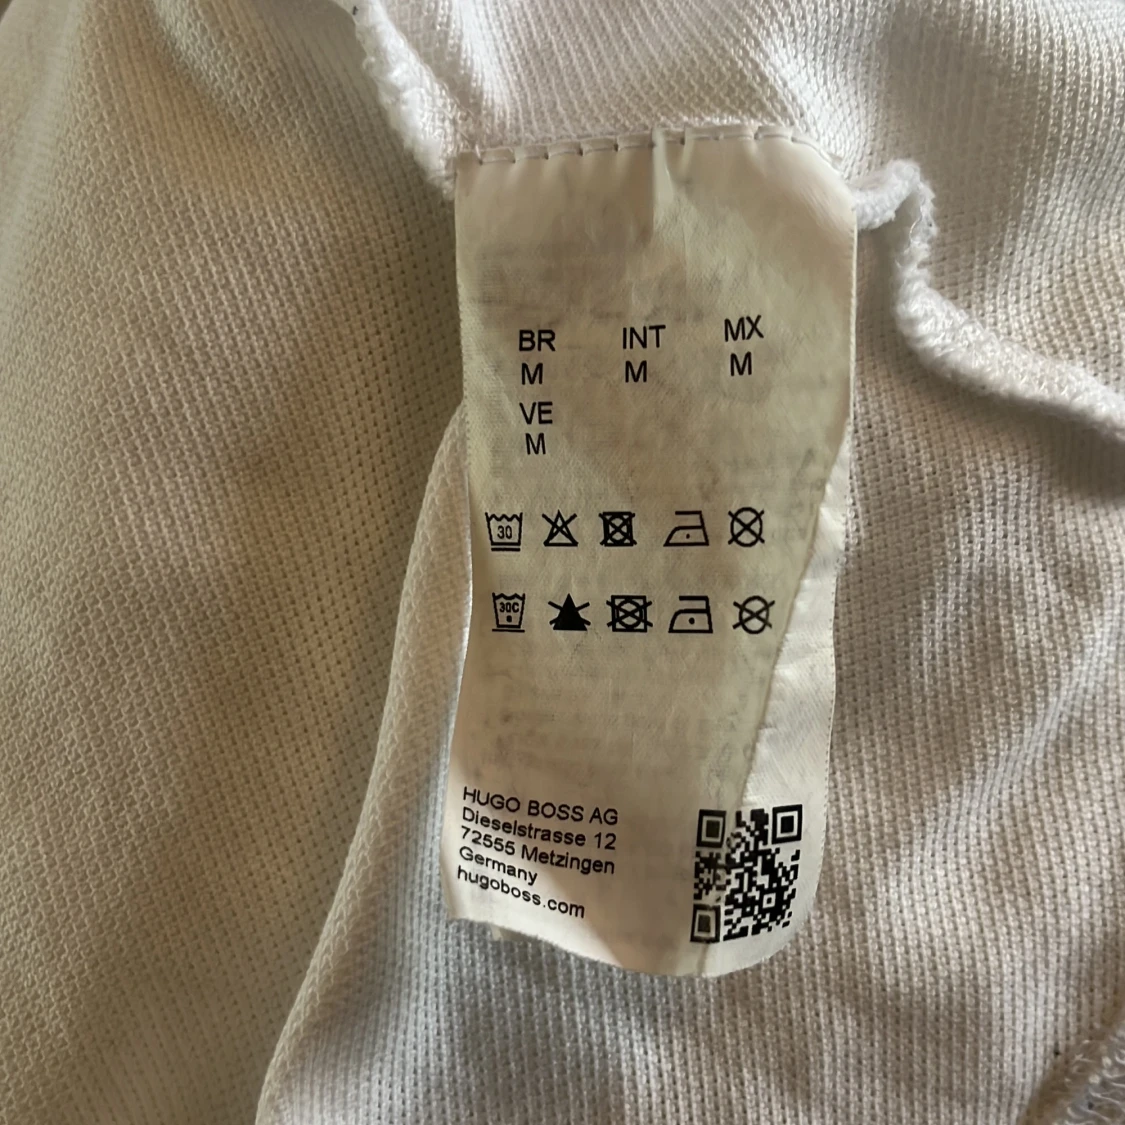 BR INT MX
M M M
VE
M
30
30C
HUGO BOSS AG
Dieselstrasse 12
72555 Metzingen
Germany
hugoboss.com